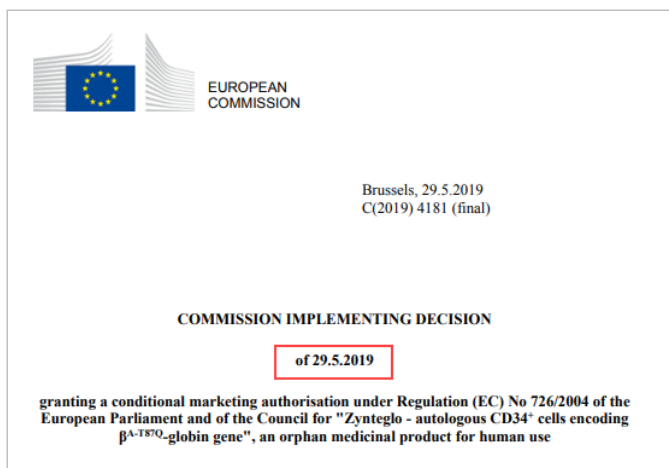 EUROPEAN
COMMISSION
Brussels, 29.5.2019
C(2019) 4181 (final)
COMMISSION IMPLEMENTING DECISION
of 29.5.2019
granting a conditional marketing authorisation under Regulation (EC) No 726/2004 of the
European Parliament and of the Council for "Zynteglo - autologous CD34⁺ cells encoding
βᴬ⁻ᵀ⁸⁷Q-globin gene", an orphan medicinal product for human use